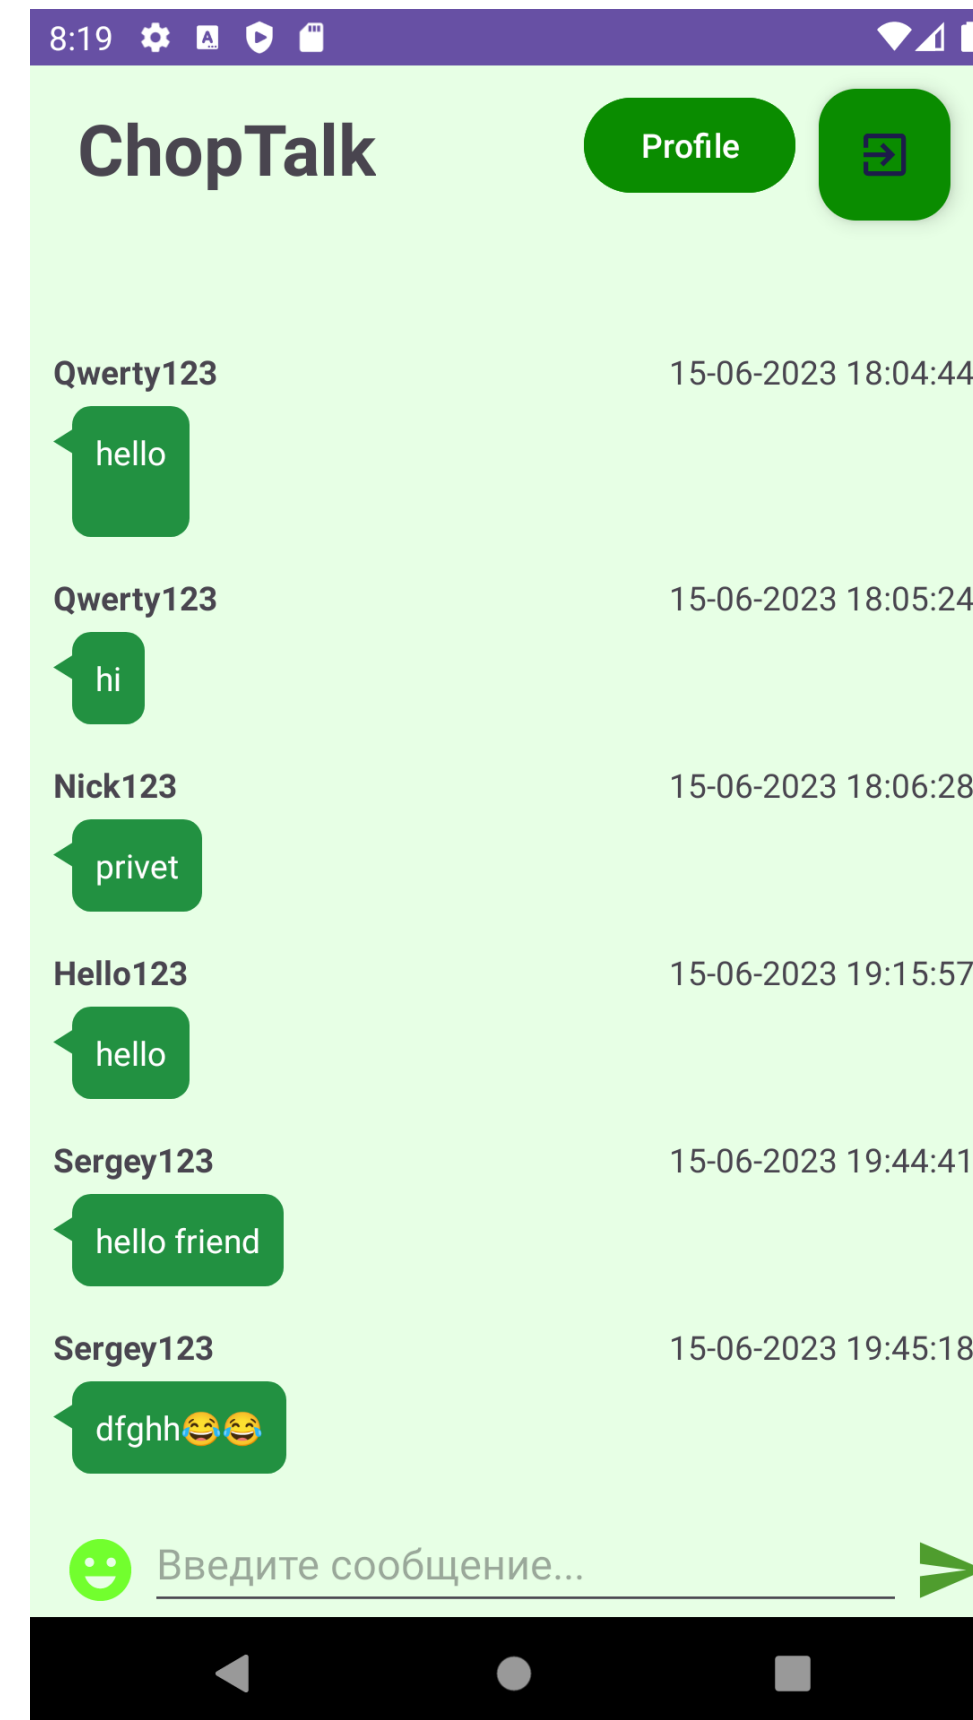 8:19
ChopTalk
Profile
Qwerty123 15-06-2023 18:04:44
hello
Qwerty123 15-06-2023 18:05:24
hi
Nick123 15-06-2023 18:06:28
privet
Hello123 15-06-2023 19:15:57
hello
Sergey123 15-06-2023 19:44:41
hello friend
Sergey123 15-06-2023 19:45:18
dfghh😂😂
Введите сообщение...